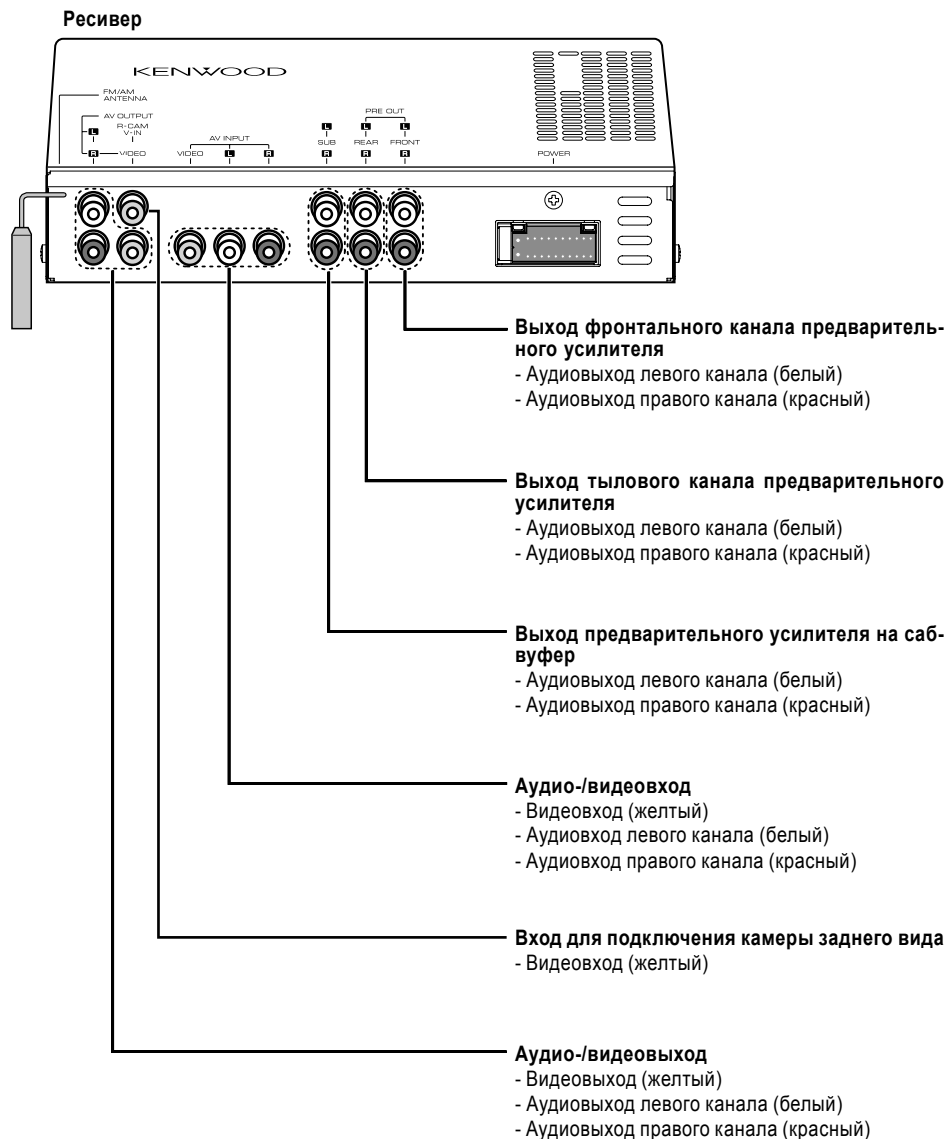 Ресивер
KENWOOD
FM/AM
ANTENNA
AV OUTPUT
L
R-CAM
V-IN
R VIDEO
AV INPUT
VIDEO L R
PRE OUT
L L L
SUB REAR FRONT
R R R
POWER
Выход фронтального канала предваритель-
ного усилителя
- Аудиовыход левого канала (белый)
- Аудиовыход правого канала (красный)
Выход тылового канала предварительного
усилителя
- Аудиовыход левого канала (белый)
- Аудиовыход правого канала (красный)
Выход предварительного усилителя на саб-
вуфер
- Аудиовыход левого канала (белый)
- Аудиовыход правого канала (красный)
Аудио-/видеовход
- Видеовход (желтый)
- Аудиовход левого канала (белый)
- Аудиовход правого канала (красный)
Вход для подключения камеры заднего вида
- Видеовход (желтый)
Аудио-/видеовыход
- Видеовыход (желтый)
- Аудиовыход левого канала (белый)
- Аудиовыход правого канала (красный)